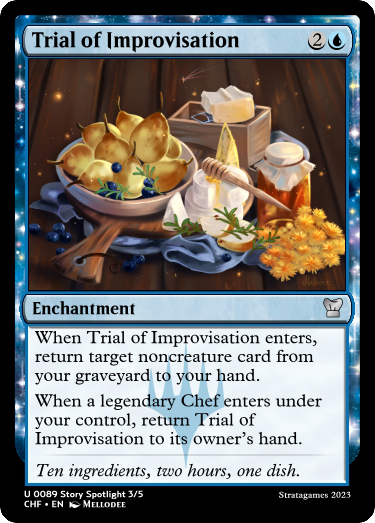 Trial of Improvisation 2
Enchantment
When Trial of Improvisation enters,
return target noncreature card from
your graveyard to your hand.
When a legendary Chef enters under
your control, return Trial of
Improvisation to its owner's hand.
Ten ingredients, two hours, one dish.
U 0089 Story Spotlight 3/5
CHF • EN Mellodee
Stratagames 2023